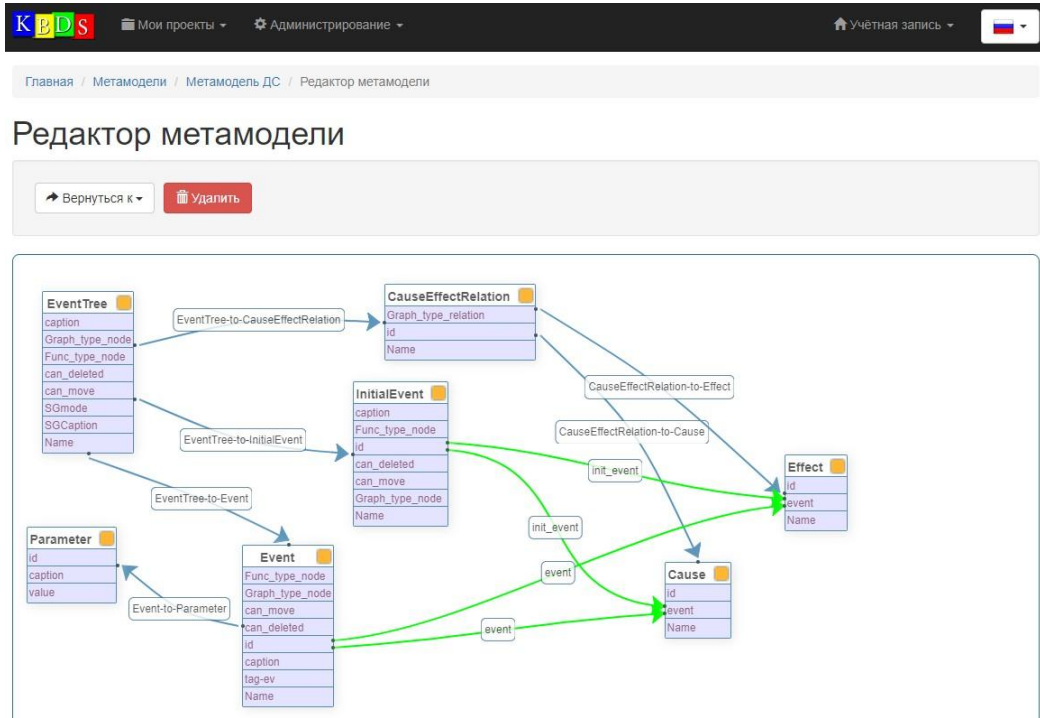 KBDS Мои проекты Администрирование Учётная запись
Главная / Метамодели / Метамодель ДС / Редактор метамодели
Редактор метамодели
Вернуться к Удалить
EventTree
caption
Graph_type_node
Func_type_node
can_deleted
can_move
SGmode
SGCaption
Name
EventTree-to-CauseEffectRelation
CauseEffectRelation
Graph_type_relation
id
Name
EventTree-to-InitialEvent
InitialEvent
caption
Func_type_node
id
can_deleted
can_move
Graph_type_node
Name
CauseEffectRelation-to-Effect
CauseEffectRelation-to-Cause
init_event
init_event
Effect
id
event
Name
EventTree-to-Event
Parameter
id
caption
value
Event-to-Parameter
Event
Func_type_node
Graph_type_node
can_move
can_deleted
id
caption
tag-ev
Name
event
event
Cause
id
event
Name